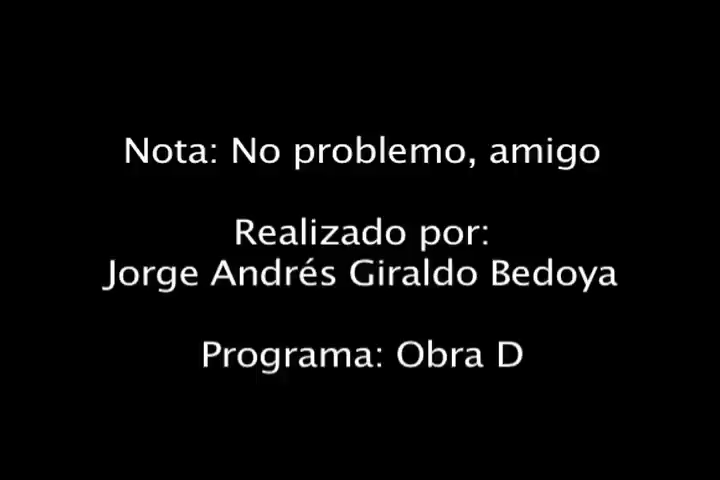 Nota: No problemo, amigo
Realizado por:
Jorge Andrés Giraldo Bedoya
Programa: Obra D